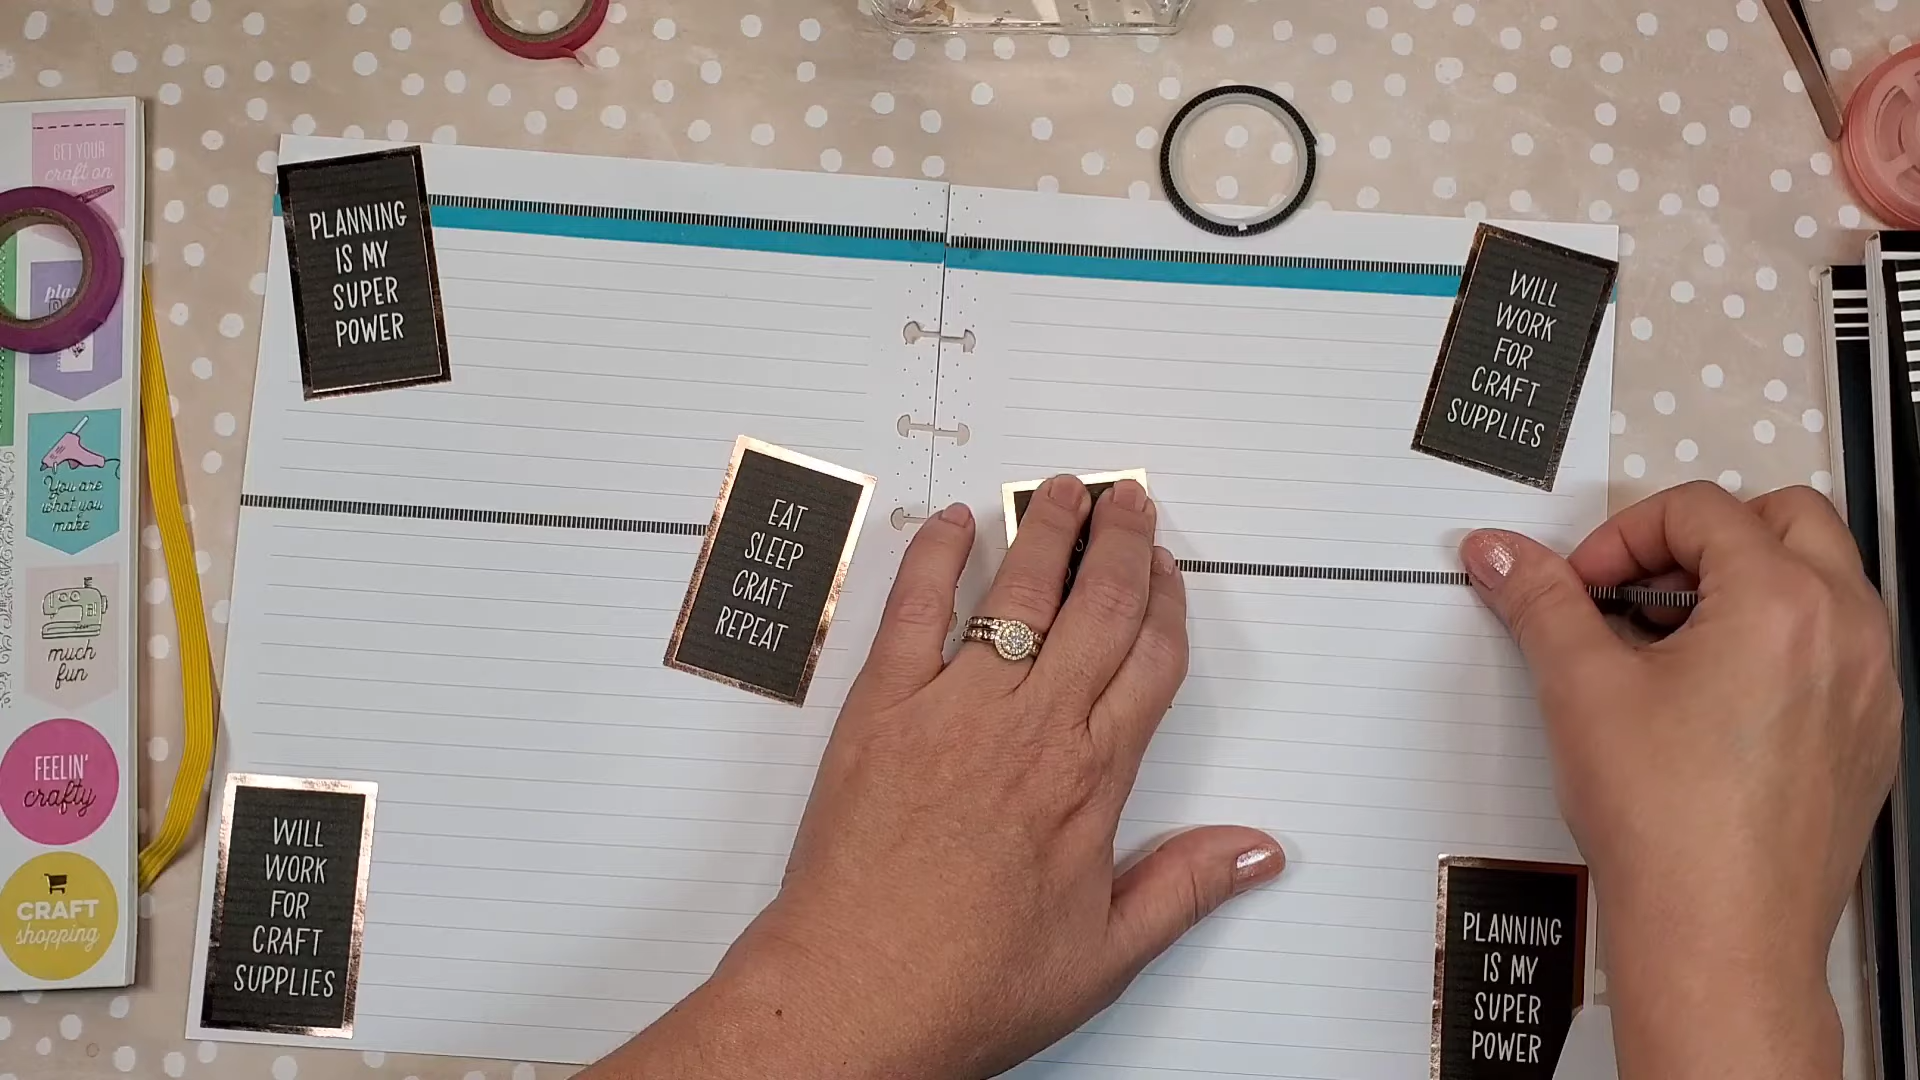 GET YOUR
craft on
You are
what you
make
much
fun
FEELIN'
crafty
CRAFT
shopping
PLANNING
IS MY
SUPER
POWER
EAT
SLEEP
CRAFT
REPEAT
WILL
WORK
FOR
CRAFT
SUPPLIES
WILL
WORK
FOR
CRAFT
SUPPLIES
PLANNING
IS MY
SUPER
POWER